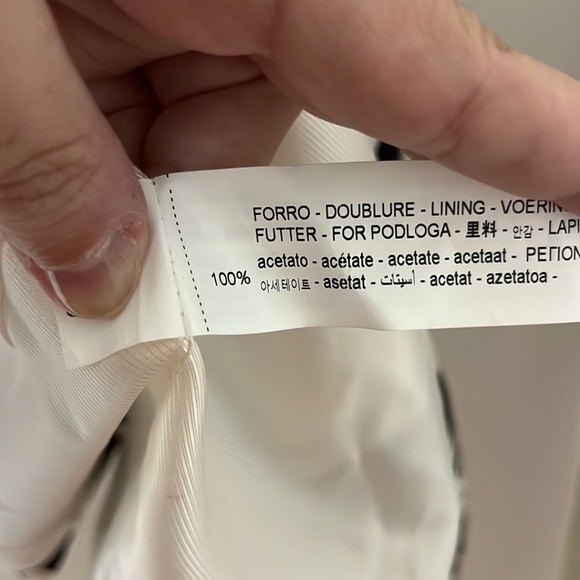 FORRO - DOUBLURE - LINING - VOERIN
FUTTER - FOR PODLOGA - 里料 - 안감 - LAPI
acetato - acétate - acetate - acetaat - ΡΕΓΙΟΝ
100% 아세테이트 - asetat - أسيتات - acetat - azetatoa -